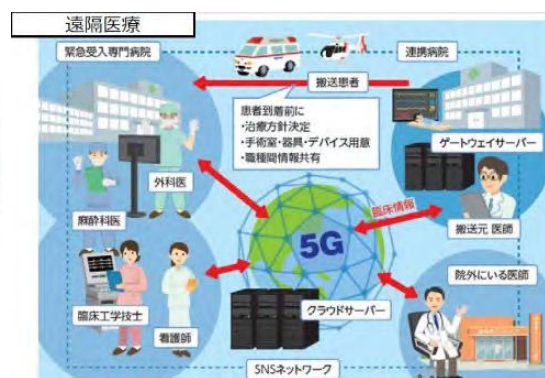 遠隔医療
緊急受入専門病院
連携病院
搬送患者
患者到着前に
・治療方針決定
・手術室・器具・デバイス用意
・職種間情報共有
ゲートウェイサーバー
外科医
麻酔科医
臨床情報
搬送元 医師
5G
院外にいる医師
クラウドサーバー
臨床工学技士
看護師
SNSネットワーク